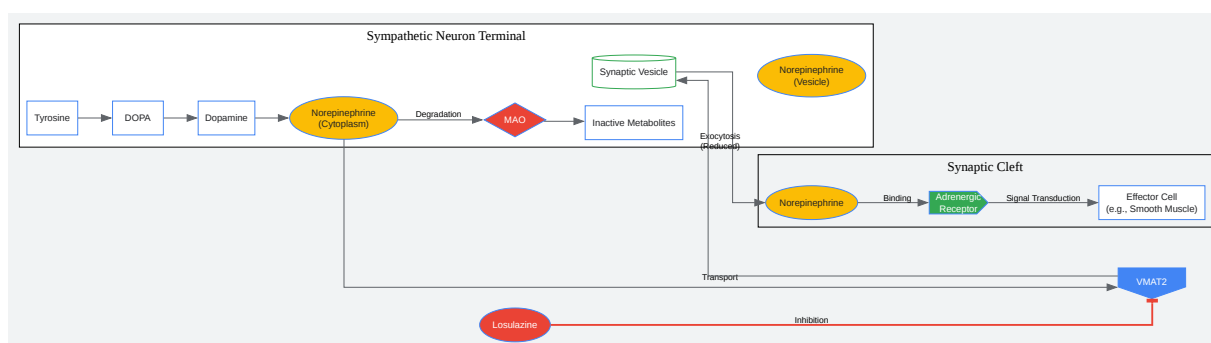 Sympathetic Neuron Terminal
Synaptic Vesicle
Norepinephrine
(Vesicle)
Tyrosine
DOPA
Dopamine
Norepinephrine
(Cytoplasm)
Degradation
MAO
Inactive Metabolites
Exocytosis
(Reduced)
Synaptic Cleft
Norepinephrine
Binding
Adrenergic
Receptor
Signal Transduction
Effector Cell
(e.g., Smooth Muscle)
Transport
VMAT2
Losulazine
Inhibition